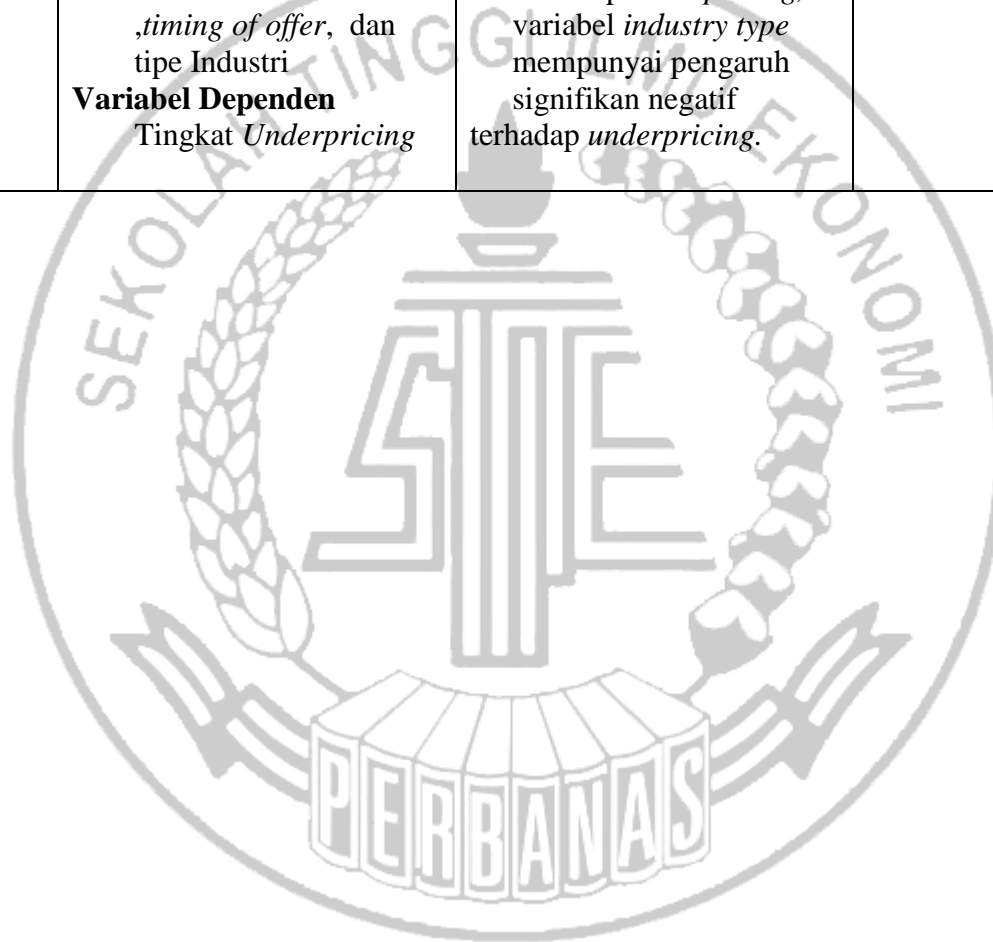 ,timing of offer, dan
tipe Industri
Variabel Dependen
Tingkat Underpricing
variabel industry type
mempunyai pengaruh
signifikan negatif
terhadap underpricing.
SEKOLAH TINGGI ILMU EKONOMI
STIE
PERBANAS